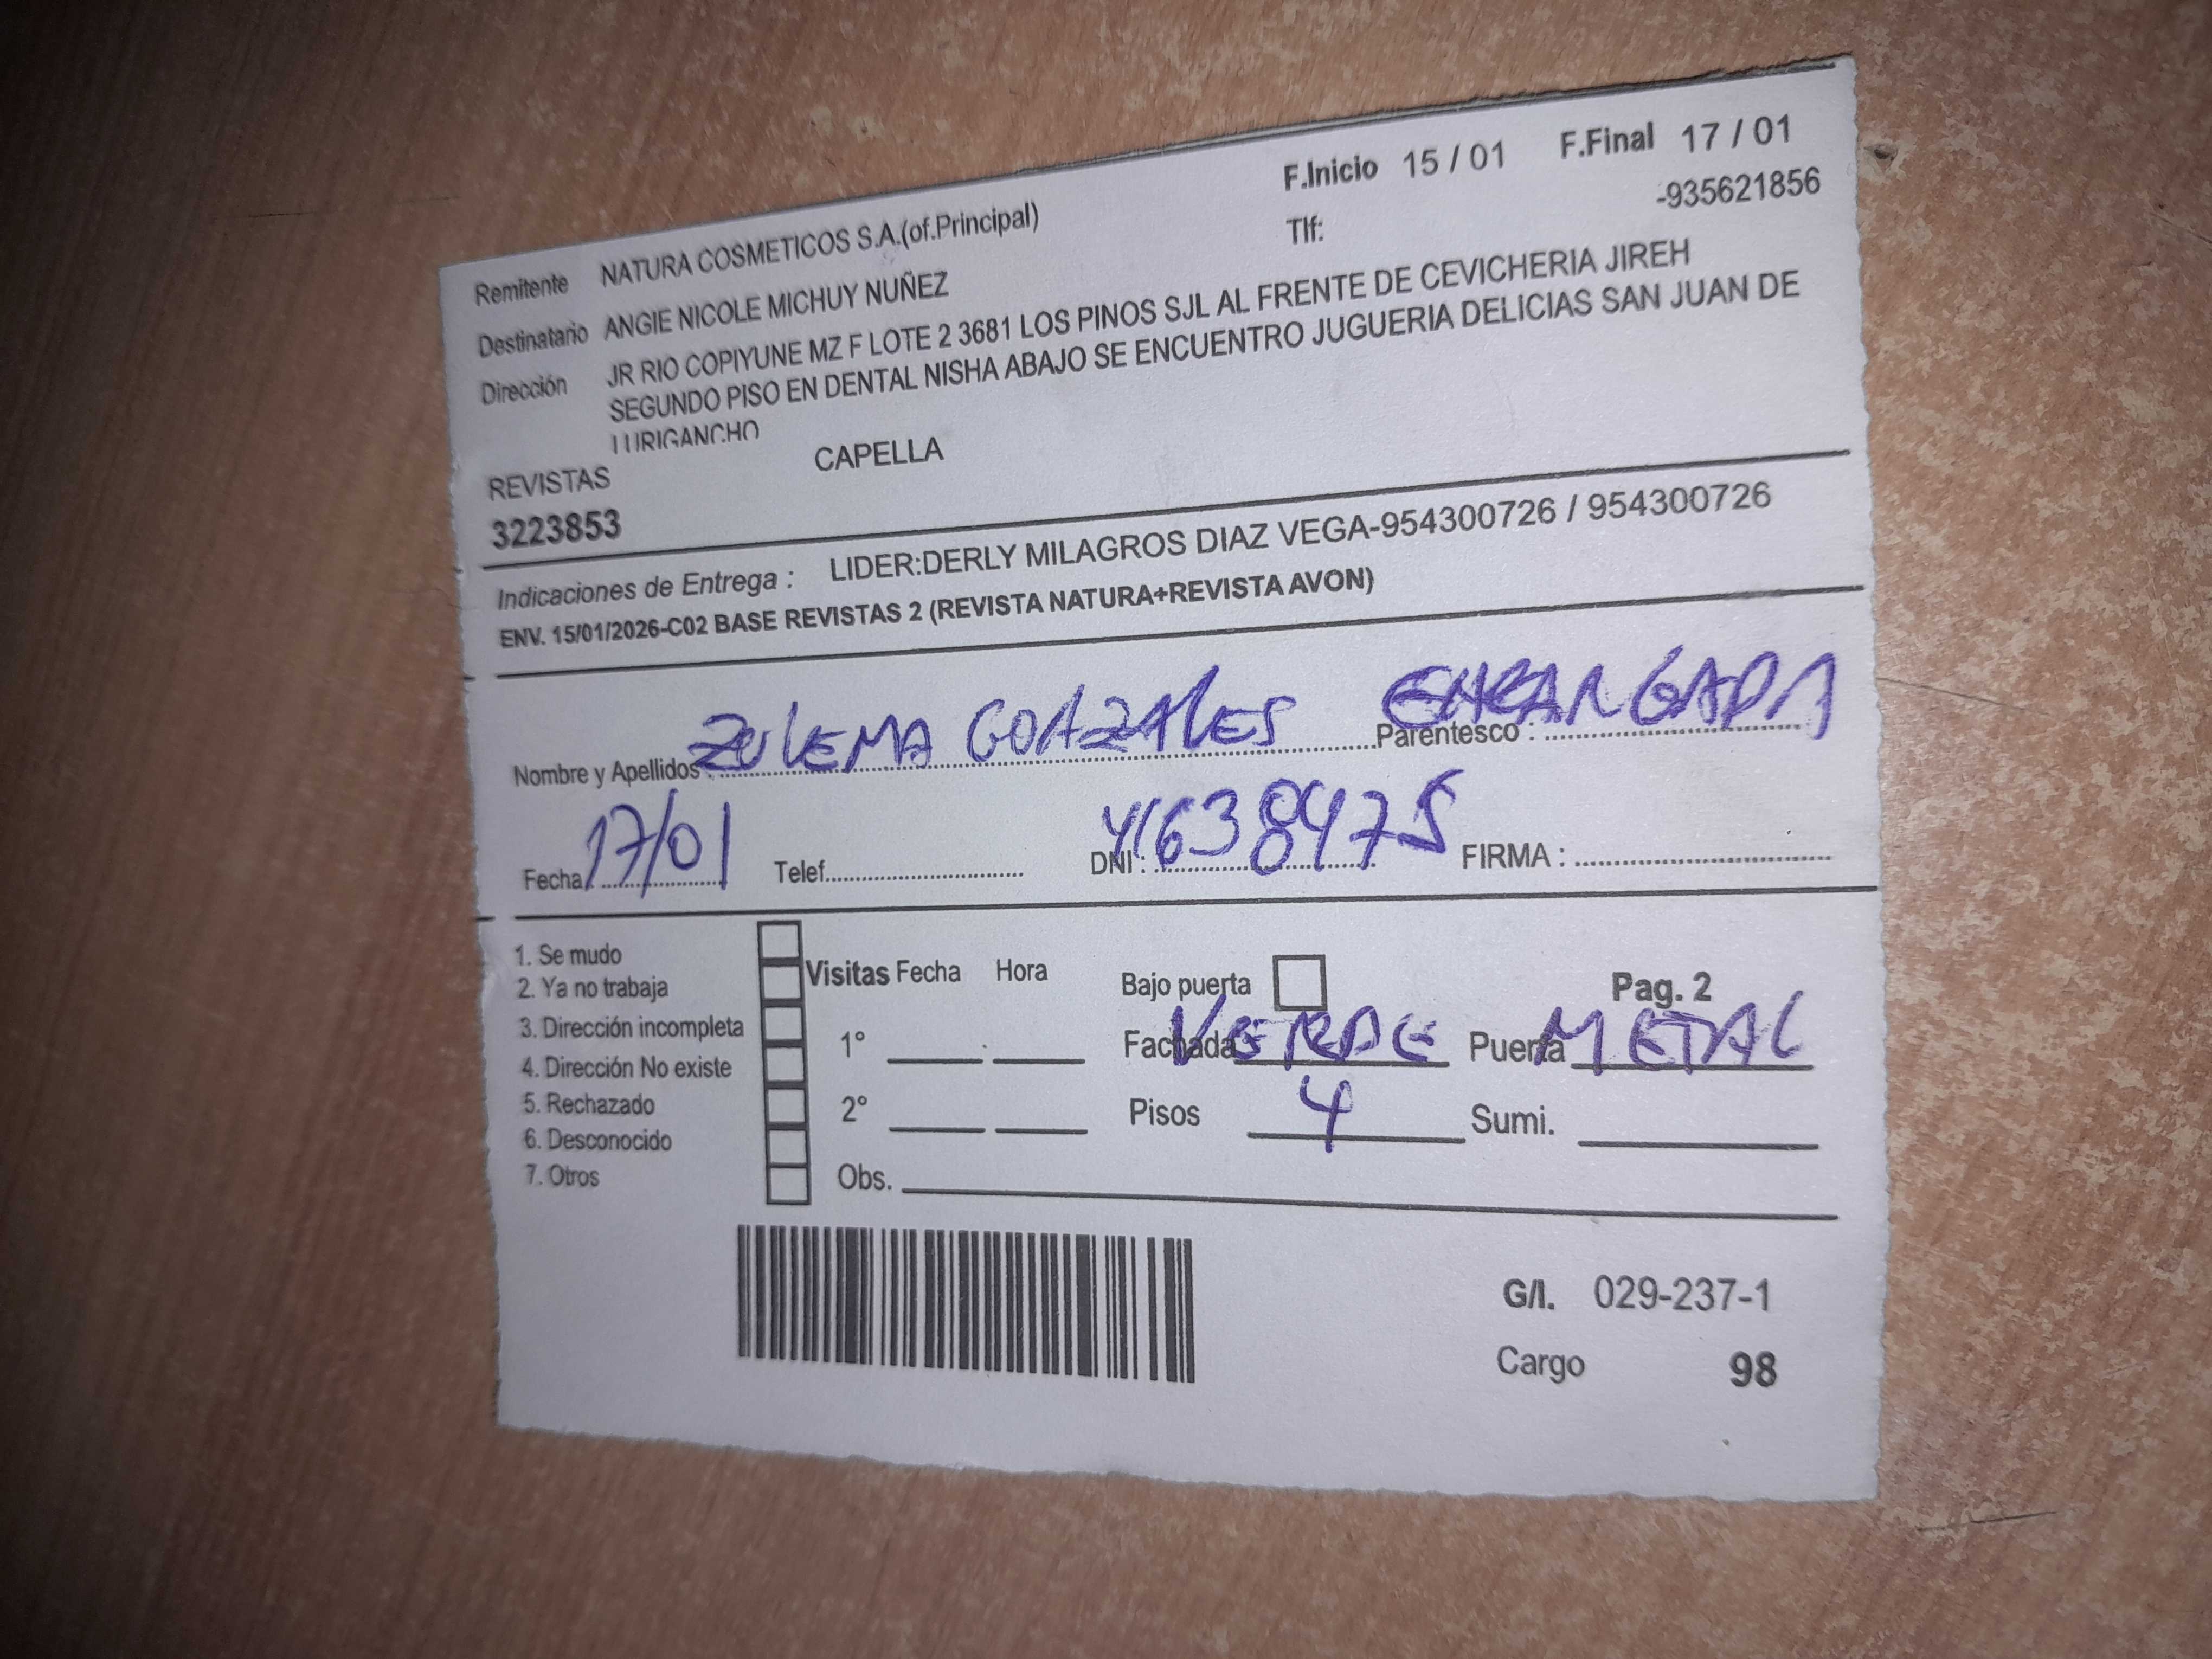 F.Inicio 15 / 01 F.Final 17 / 01
Remitente NATURA COSMETICOS S.A.(of.Principal) Tlf: -935621856
Destinatario ANGIE NICOLE MICHUY NUÑEZ
Dirección JR RIO COPIYUNE MZ F LOTE 2 3681 LOS PINOS SJL AL FRENTE DE CEVICHERIA JIREH
SEGUNDO PISO EN DENTAL NISHA ABAJO SE ENCUENTRO JUGUERIA DELICIAS SAN JUAN DE
LURIGANCHO
REVISTAS CAPELLA
3223853
Indicaciones de Entrega : LIDER:DERLY MILAGROS DIAZ VEGA-954300726 / 954300726
ENV. 15/01/2026-C02 BASE REVISTAS 2 (REVISTA NATURA+REVISTA AVON)
Nombre y Apellidos : ZULEMA GONZALES Parentesco : ENCARGADA
Fecha 17/01 Telef. DNI : 41638475 FIRMA :
1. Se mudo
2. Ya no trabaja
3. Dirección incompleta
4. Dirección No existe
5. Rechazado
6. Desconocido
7. Otros
Visitas Fecha Hora
1°
2°
Obs.
Bajo puerta Pag. 2
Fachada VERDE Puerta METAL
Pisos 4 Sumi.
G/I. 029-237-1
Cargo 98